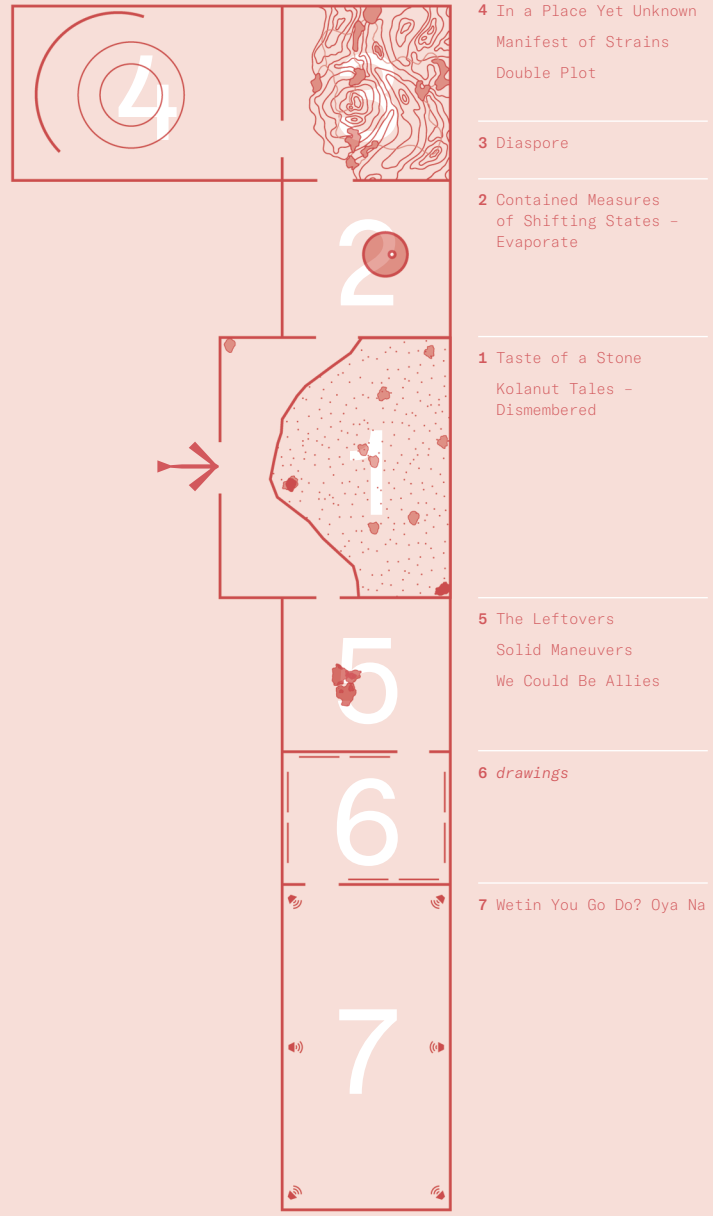 4 In a Place Yet Unknown
Manifest of Strains
Double Plot
3 Diaspore
2 Contained Measures
of Shifting States –
Evaporate
1 Taste of a Stone
Kolanut Tales –
Dismembered
5 The Leftovers
Solid Maneuvers
We Could Be Allies
6 drawings
7 Wetin You Go Do? Oya Na
4
3
2
1
5
6
7